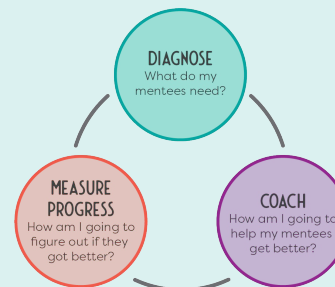 DIAGNOSE
What do my
mentees need?
MEASURE
PROGRESS
How am I going to
figure out if they
got better?
COACH
How am I going to
help my mentees
get better?